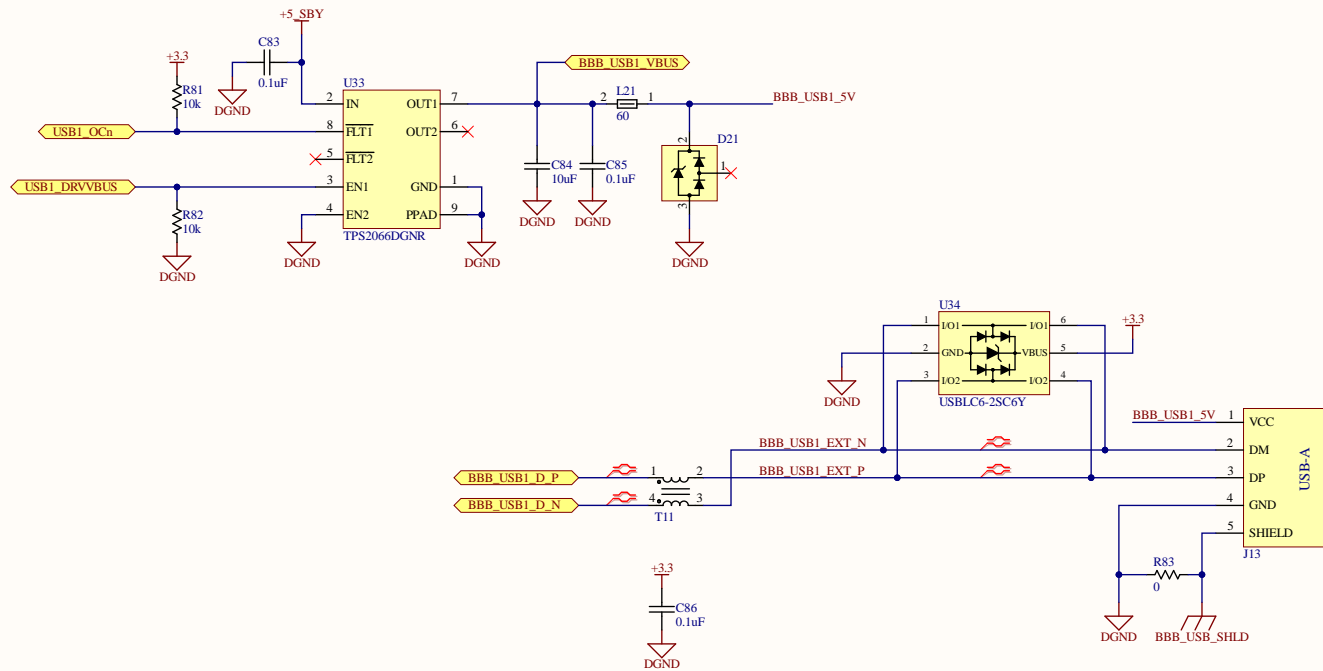 +5_SBY
C83
0.1uF
DGND
+3.3
R81
10k
USB1_OCn
USB1_DRVVBUS
R82
10k
DGND
DGND
U33
2 IN OUT1 7
8 FLT1 OUT2 6
5 FLT2
3 EN1 GND 1
4 EN2 PPAD 9
TPS2066DGNR
DGND
BBB_USB1_VBUS
C84
10uF
DGND
C85
0.1uF
DGND
L21
2 1
60
BBB_USB1_5V
D21
2
1
3
DGND
U34
1 I/O1 I/O1 6
2 GND VBUS 5
3 I/O2 I/O2 4
USBLC6-2SC6Y
+3.3
DGND
BBB_USB1_EXT_N
BBB_USB1_EXT_P
BBB_USB1_D_P
BBB_USB1_D_N
1 2
4 3
T11
BBB_USB1_5V
1 VCC
2 DM
3 DP
4 GND
5 SHIELD
USB-A
J13
R83
0
DGND
BBB_USB_SHLD
+3.3
C86
0.1uF
DGND